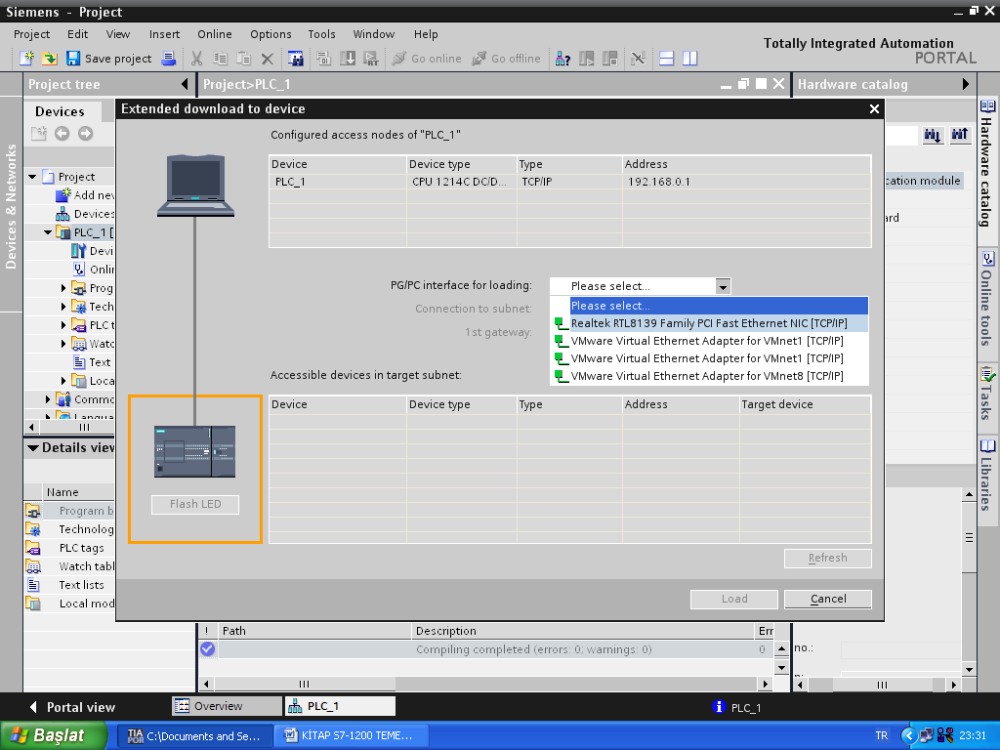 Siemens - Project
Project Edit View Insert Online Options Tools Window Help
Totally Integrated Automation
PORTAL
Save project Go online Go offline
Project tree
Project>PLC_1
Hardware catalog
Devices
Extended download to device
Configured access nodes of "PLC_1"
Device Device type Type Address
PLC_1 CPU 1214C DC/D... TCP/IP 192.168.0.1
PG/PC interface for loading: Please select...
Please select...
Connection to subnet:
Realtek RTL8139 Family PCI Fast Ethernet NIC [TCP/IP]
1st gateway:
VMware Virtual Ethernet Adapter for VMnet1 [TCP/IP]
VMware Virtual Ethernet Adapter for VMnet1 [TCP/IP]
VMware Virtual Ethernet Adapter for VMnet8 [TCP/IP]
Accessible devices in target subnet:
Device Device type Type Address Target device
Flash LED
Refresh
Load Cancel
Devices & Networks
Project
Add nev
Devices
PLC_1 [
Devi
Onlin
Prog
Tech
PLC t
Watc
Text
Loca
Commo
Langua
Details view
Name
Program b
Technolog
PLC tags
Watch tabl
Text lists
Local mod
cation module
ard
Hardware catalog
Online tools
Tasks
Libraries
! Path Description Err
Compiling completed (errors: 0; warnings: 0) 0
no.:
Portal view Overview PLC_1 PLC_1
Başlat
TIA POR C:\Documents and Se...
KİTAP S7-1200 TEME...
TR 23:31